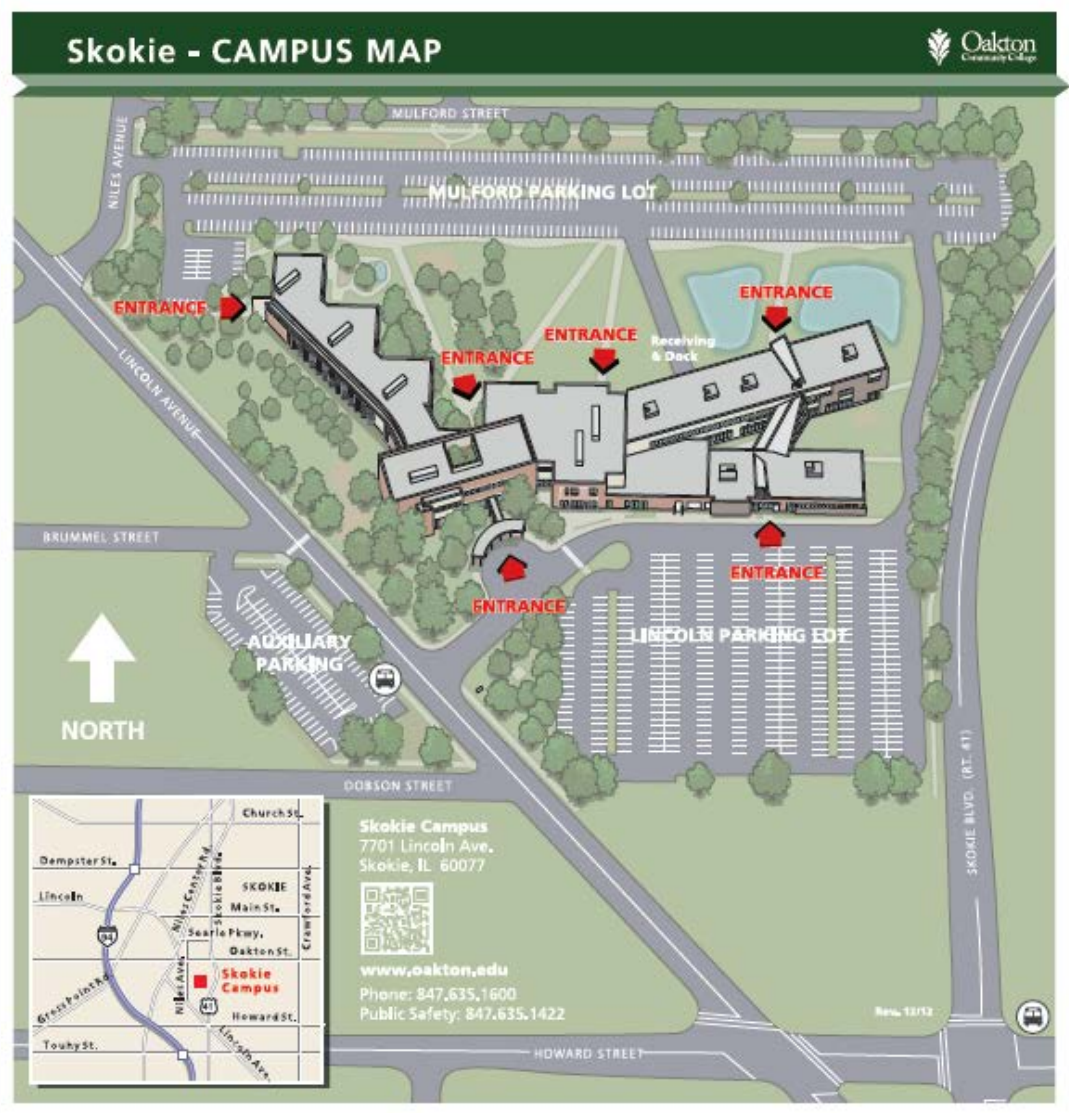 Skokie - CAMPUS MAP
Oakton
Community College
MULFORD STREET
NILES AVENUE
MULFORD PARKING LOT
ENTRANCE
ENTRANCE
ENTRANCE
ENTRANCE
Receiving
& Dock
LINCOLN AVENUE
BRUMMEL STREET
ENTRANCE
ENTRANCE
AUXILIARY
PARKING
LINCOLN PARKING LOT
NORTH
DOBSON STREET
SKOKIE BLVD. (RT. 41)
Church St.
Dempster St.
Niles Center Rd.
Skokie Blvd.
SKOKIE
Crawford Ave.
Lincoln
Main St.
Searle Pkwy.
94
Oakton St.
Skokie
Campus
Niles Ave.
Gross Point Rd.
41
Howard St.
Touhy St.
Lincoln Ave.
Skokie Campus
7701 Lincoln Ave.
Skokie, IL 60077
www.oakton.edu
Phone: 847.635.1600
Public Safety: 847.635.1422
Rev. 12/12
HOWARD STREET